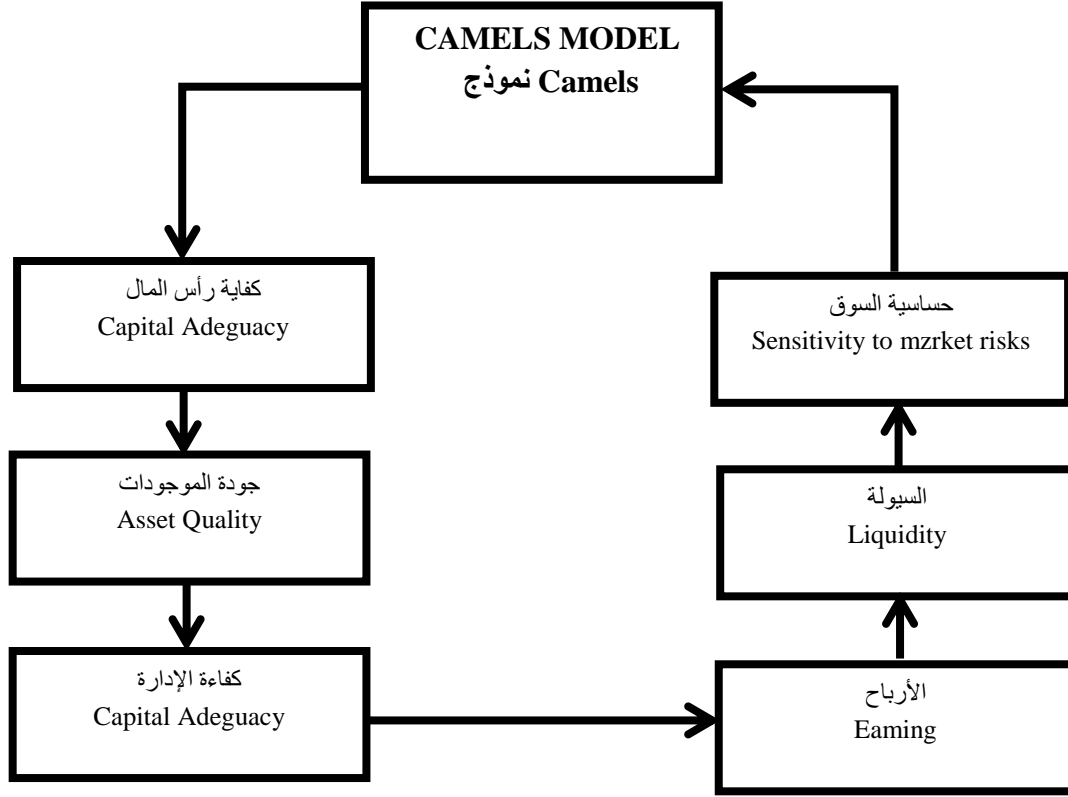 CAMELS MODEL
نموذج Camels
كفاية رأس المال
Capital Adeguacy
جودة الموجودات
Asset Quality
كفاءة الإدارة
Capital Adeguacy
الأرباح
Eaming
السيولة
Liquidity
حساسية السوق
Sensitivity to mzrket risks